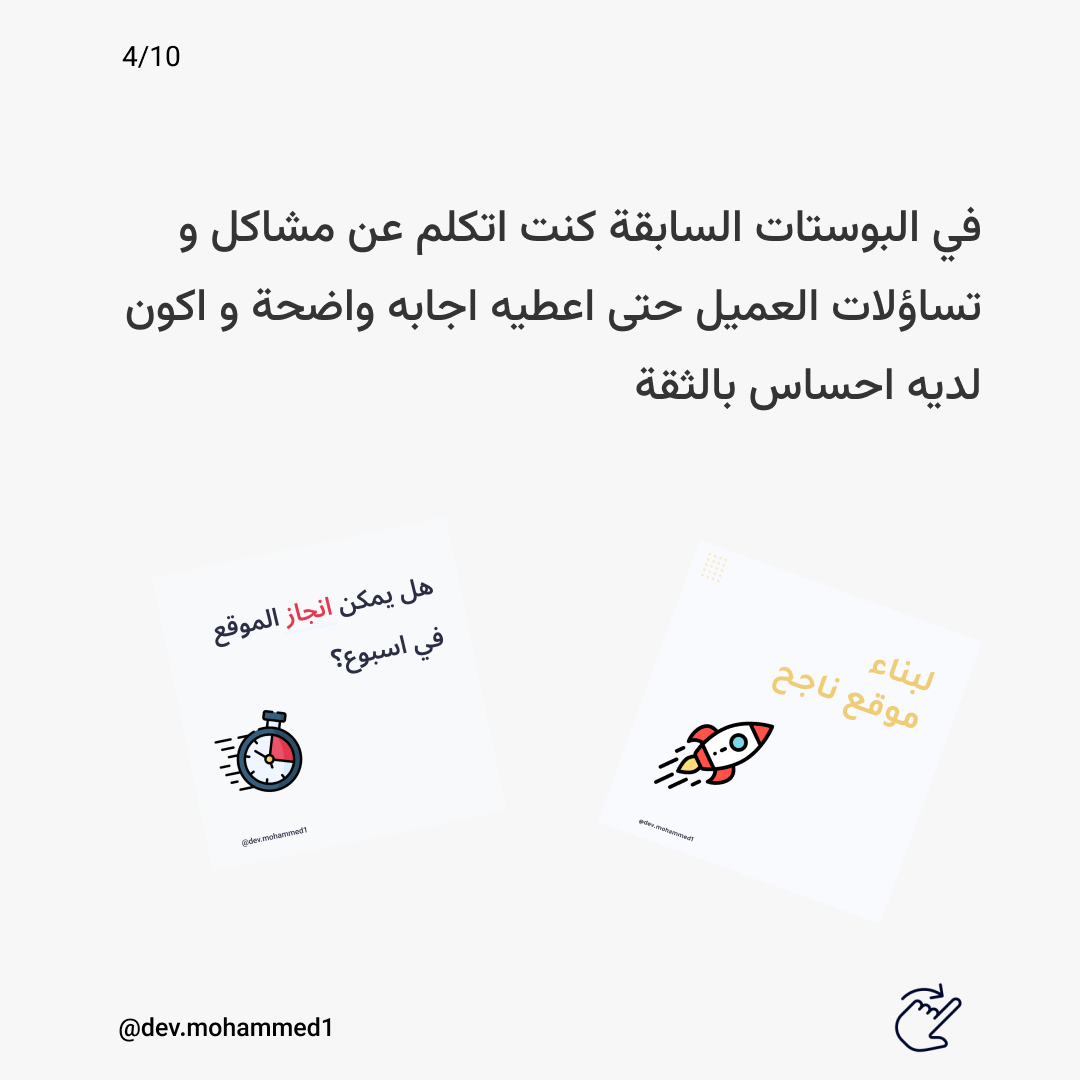 4/10
في البوستات السابقة كنت اتكلم عن مشاكل و
تساؤلات العميل حتى اعطيه اجابه واضحة و اكون
لديه احساس بالثقة
هل يمكن انجاز الموقع
في اسبوع؟
@dev.mohammed1
لبناء
موقع ناجح
@dev.mohammed1
@dev.mohammed1